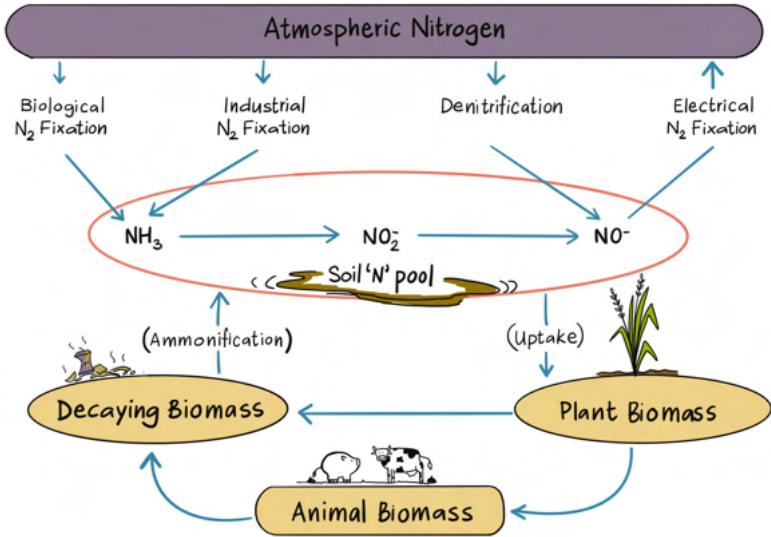 Atmospheric Nitrogen
Biological
N₂ Fixation
Industrial
N₂ Fixation
Denitrification
Electrical
N₂ Fixation
NH₃
NO₂⁻
NO⁻
Soil 'N' pool
(Ammonification)
(Uptake)
Decaying Biomass
Plant Biomass
Animal Biomass